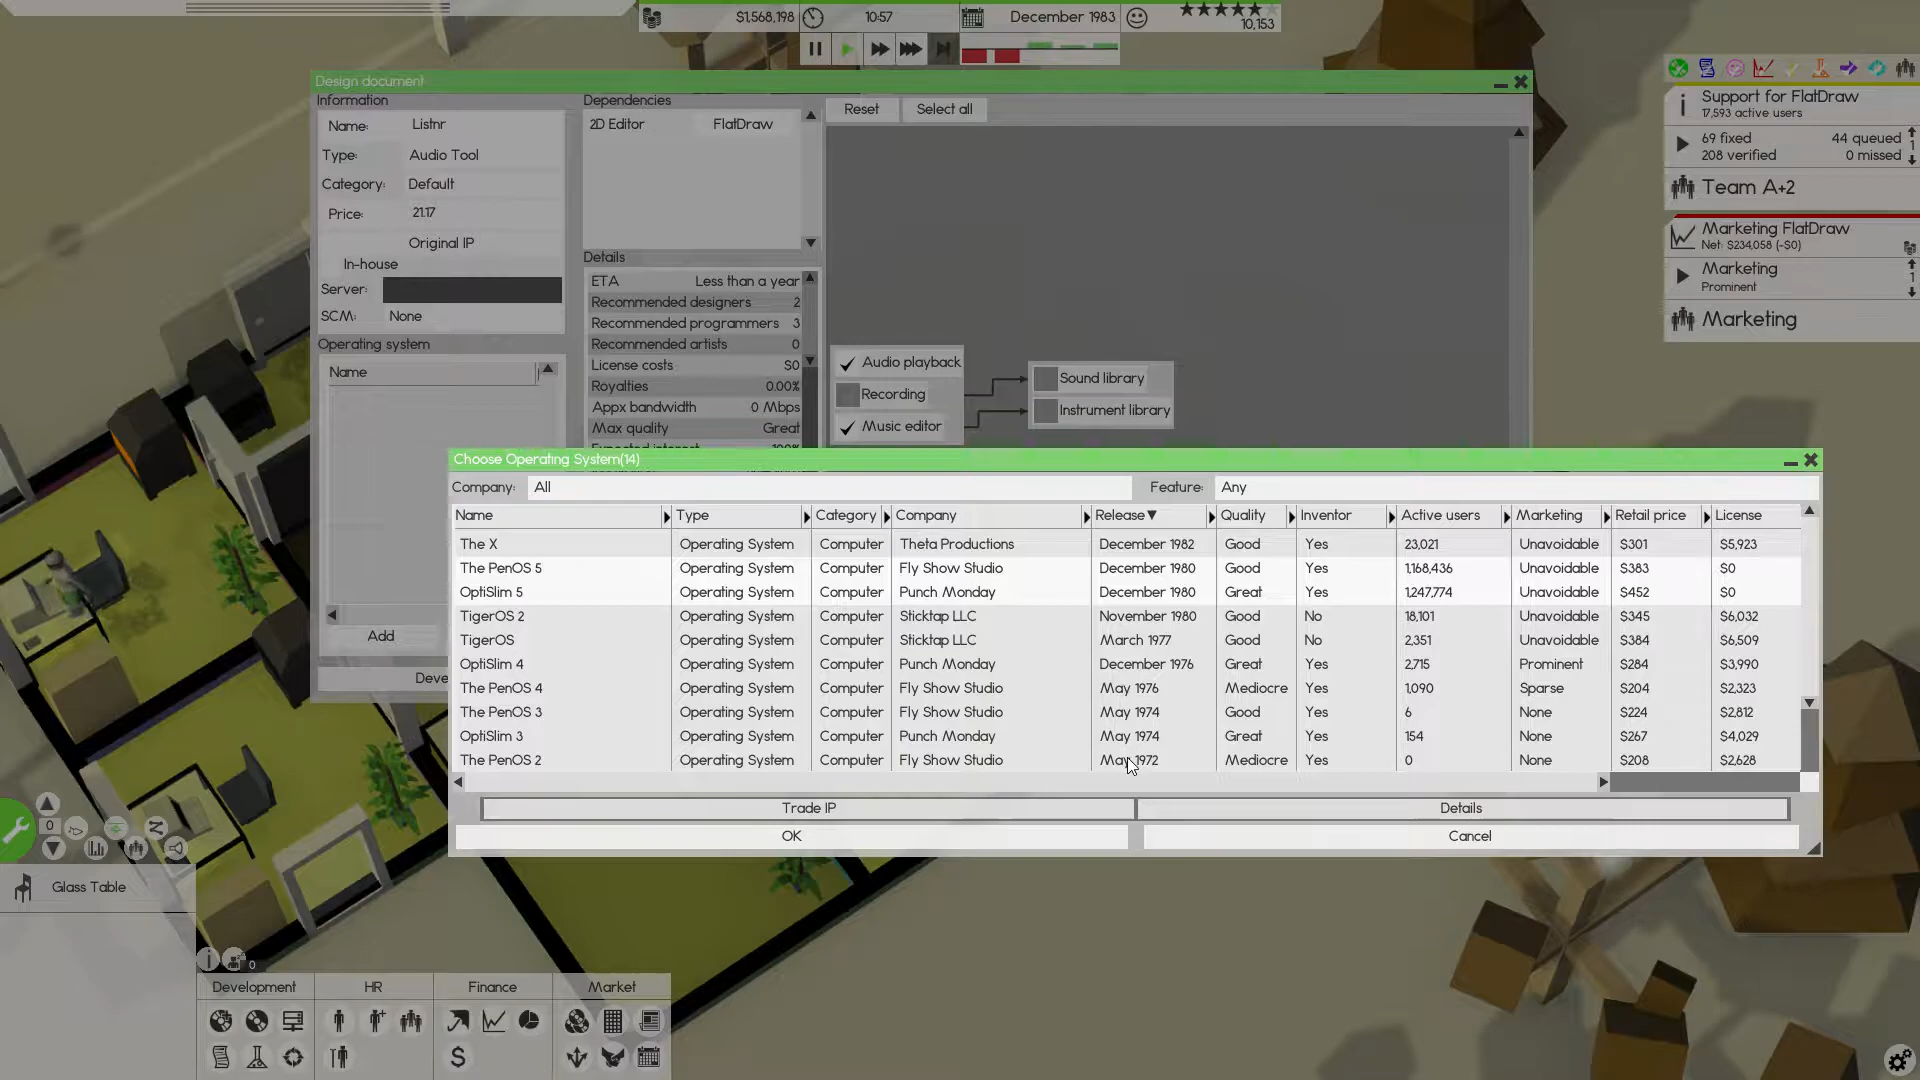 $1,568,198
10:57
December 1983
10,153
Design document
Information
Name: Listnr
Type: Audio Tool
Category: Default
Price: 21.17
Original IP
In-house
Server:
SCM: None
Operating system
Name
Add
Deve
Dependencies
2D Editor FlatDraw
Details
ETA Less than a year
Recommended designers 2
Recommended programmers 3
Recommended artists 0
License costs $0
Royalties 0.00%
Appx bandwidth 0 Mbps
Max quality Great
Expected interest 100%
Reset Select all
Audio playback
Recording
Music editor
Sound library
Instrument library
Support for FlatDraw
17,593 active users
69 fixed 44 queued
208 verified 0 missed
1
Team A+2
Marketing FlatDraw
Net: $234,058 (-$0)
Marketing
Prominent
1
Marketing
Choose Operating System(14)
Company: All Feature: Any
Name Type Category Company Release Quality Inventor Active users Marketing Retail price License
The X Operating System Computer Theta Productions December 1982 Good Yes 23,021 Unavoidable $301 $5,923
The PenOS 5 Operating System Computer Fly Show Studio December 1980 Good Yes 1,168,436 Unavoidable $383 $0
OptiSlim 5 Operating System Computer Punch Monday December 1980 Great Yes 1,247,774 Unavoidable $452 $0
TigerOS 2 Operating System Computer Sticktap LLC November 1980 Good No 18,101 Unavoidable $345 $6,032
TigerOS Operating System Computer Sticktap LLC March 1977 Good No 2,351 Unavoidable $384 $6,509
OptiSlim 4 Operating System Computer Punch Monday December 1976 Great Yes 2,715 Prominent $284 $3,990
The PenOS 4 Operating System Computer Fly Show Studio May 1976 Mediocre Yes 1,090 Sparse $204 $2,323
The PenOS 3 Operating System Computer Fly Show Studio May 1974 Good Yes 6 None $224 $2,812
OptiSlim 3 Operating System Computer Punch Monday May 1974 Great Yes 154 None $267 $4,029
The PenOS 2 Operating System Computer Fly Show Studio May 1972 Mediocre Yes 0 None $208 $2,628
Trade IP Details
OK Cancel
0
Glass Table
0
Development HR Finance Market